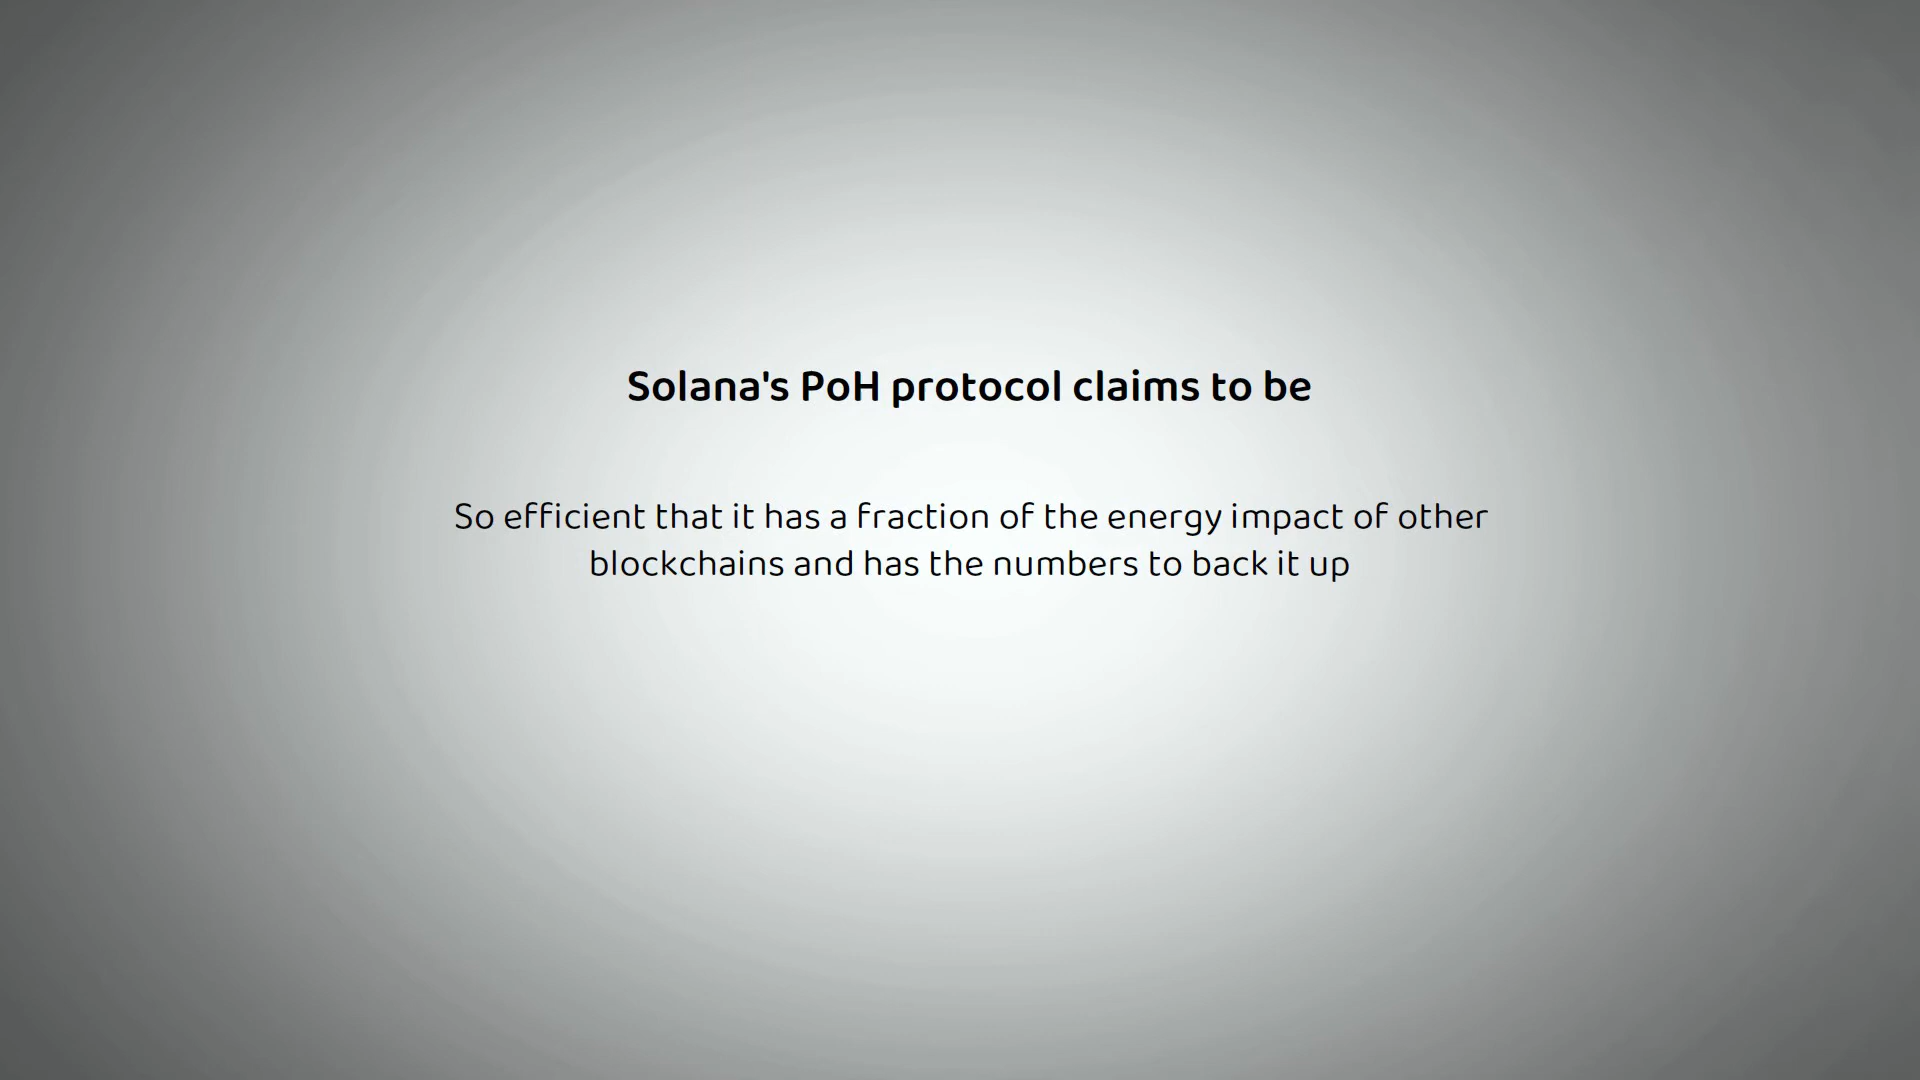 Solana's PoH protocol claims to be
So efficient that it has a fraction of the energy impact of other
blockchains and has the numbers to back it up